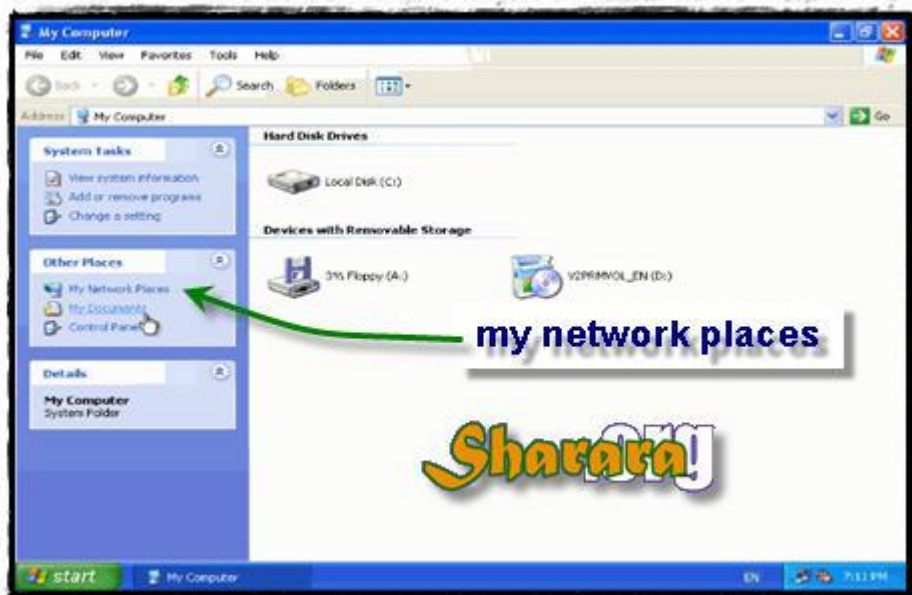 My Computer
File Edit View Favorites Tools Help
Back Search Folders
Address My Computer Go
System Tasks
View system information
Add or remove programs
Change a setting
Other Places
My Network Places
My Documents
Control Panel
Details
My Computer
System Folder
Hard Disk Drives
Local Disk (C:)
Devices with Removable Storage
3½ Floppy (A:)
V2PRMVOL_EN (D:)
my network places
Sharara.org
start My Computer EN 7:11 PM